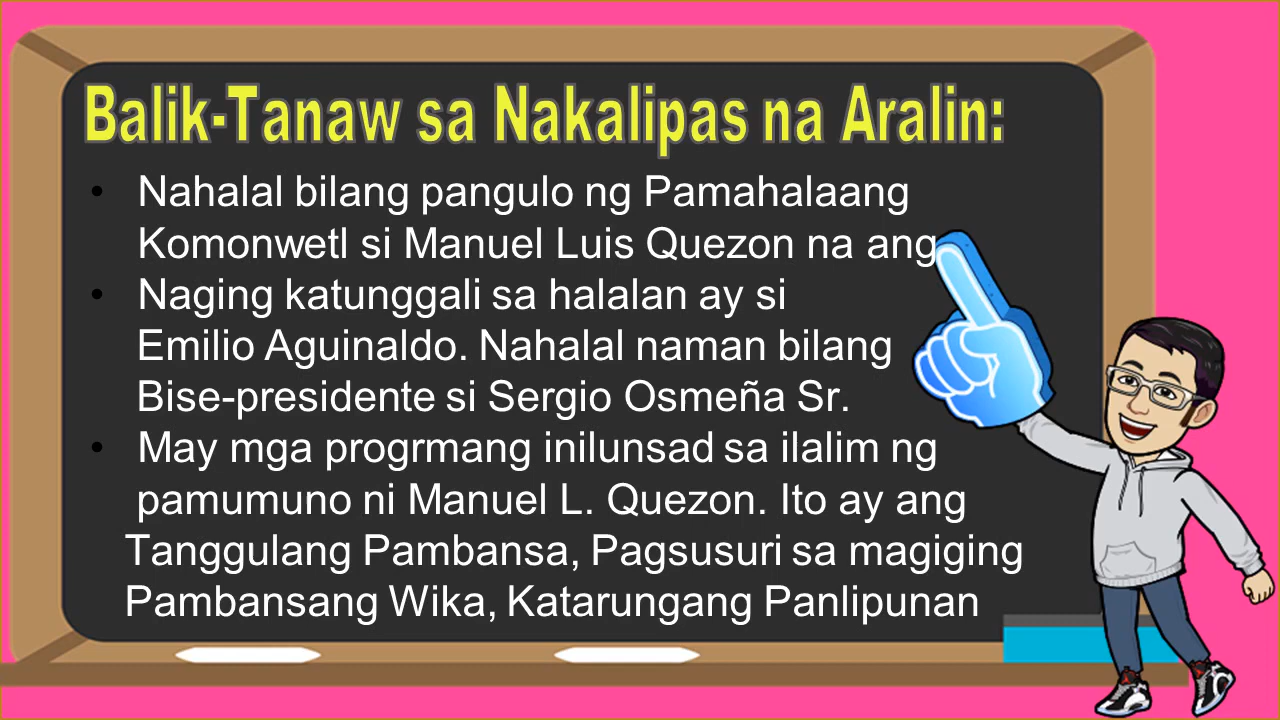 Balik-Tanaw sa Nakalipas na Aralin:
• Nahalal bilang pangulo ng Pamahalaang
Komonwetl si Manuel Luis Quezon na ang
• Naging katunggali sa halalan ay si
Emilio Aguinaldo. Nahalal naman bilang
Bise-presidente si Sergio Osmeña Sr.
• May mga progrmang inilunsad sa ilalim ng
pamumuno ni Manuel L. Quezon. Ito ay ang
Tanggulang Pambansa, Pagsusuri sa magiging
Pambansang Wika, Katarungang Panlipunan